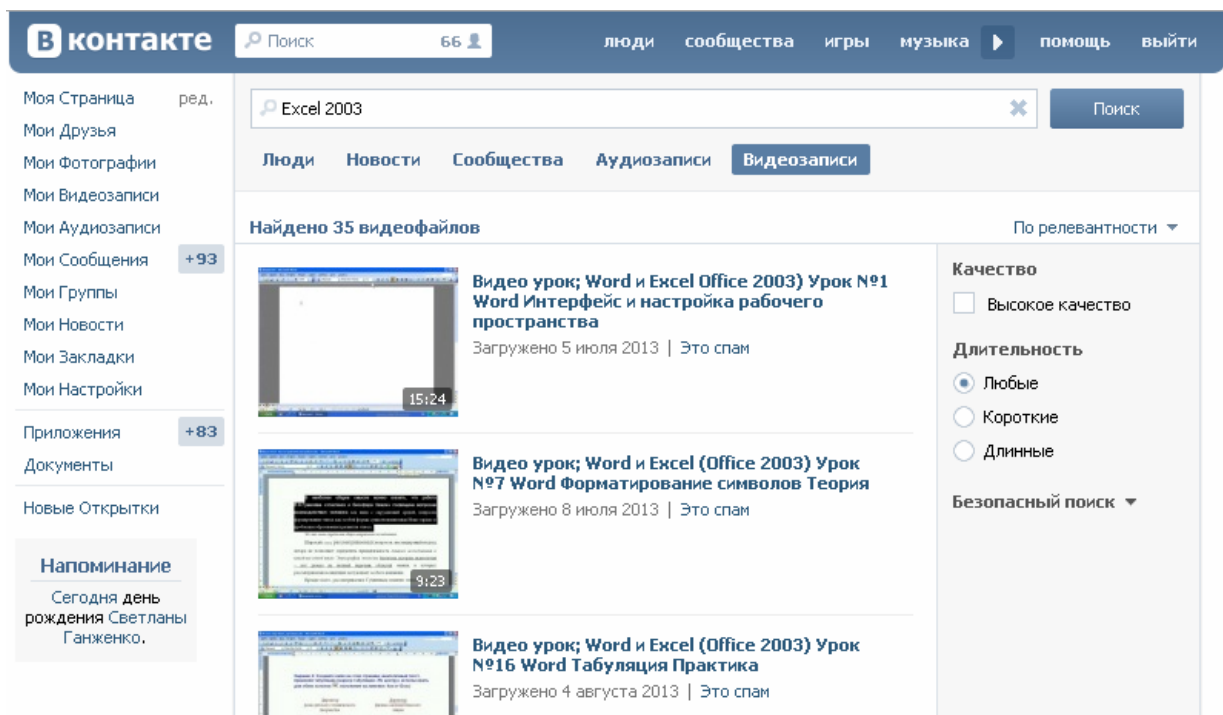 В контакте
Поиск 66
люди сообщества игры музыка помощь выйти
Моя Страница ред.
Мои Друзья
Мои Фотографии
Мои Видеозаписи
Мои Аудиозаписи
Мои Сообщения +93
Мои Группы
Мои Новости
Мои Закладки
Мои Настройки
Приложения +83
Документы
Новые Открытки
Напоминание
Сегодня день
рождения Светланы
Ганженко.
Excel 2003
Поиск
Люди Новости Сообщества Аудиозаписи Видеозаписи
Найдено 35 видеофайлов
По релевантности
15:24
Видео урок; Word и Excel Office 2003) Урок №1
Word Интерфейс и настройка рабочего
пространства
Загружено 5 июля 2013 | Это спам
9:23
Видео урок; Word и Excel (Office 2003) Урок
№7 Word Форматирование символов Теория
Загружено 8 июля 2013 | Это спам
Видео урок; Word и Excel (Office 2003) Урок
№16 Word Табуляция Практика
Загружено 4 августа 2013 | Это спам
Качество
Высокое качество
Длительность
Любые
Короткие
Длинные
Безопасный поиск